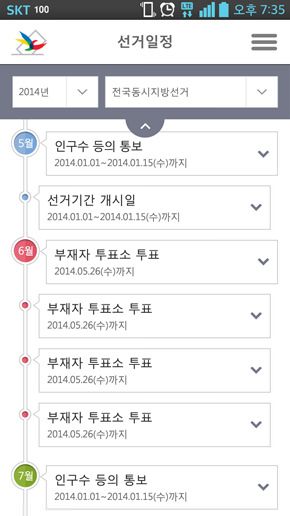 SKT 100 LTE 오후 7:35
선거일정
2014년 전국동시지방선거
5월
인구수 등의 통보
2014.01.01~2014.01.15(수)까지
선거기간 개시일
2014.01.01~2014.01.15(수)까지
6월
부재자 투표소 투표
2014.05.26(수)까지
부재자 투표소 투표
2014.05.26(수)까지
부재자 투표소 투표
2014.05.26(수)까지
부재자 투표소 투표
2014.05.26(수)까지
7월
인구수 등의 통보
2014.01.01~2014.01.15(수)까지